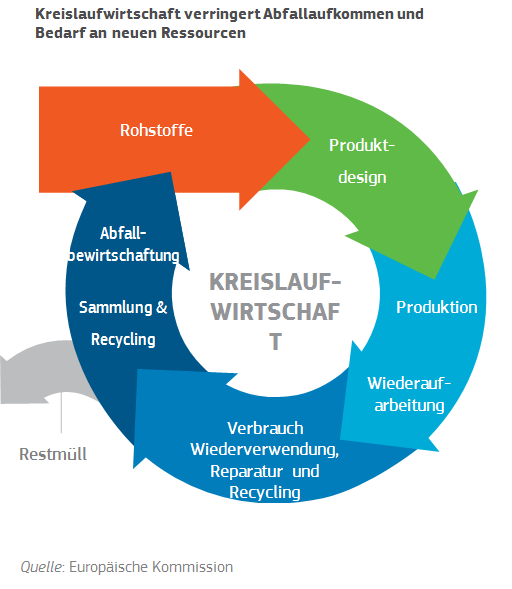 Kreislaufwirtschaft verringert Abfallaufkommen und
Bedarf an neuen Ressourcen
Rohstoffe
Produkt-
design
Abfall-
bewirtschaftung
Sammlung &
Recycling
KREISLAUF-
WIRTSCHAF
T
Produktion
Wiederauf-
arbeitung
Verbrauch
Wiederverwendung,
Reparatur und
Recycling
Restmüll
Quelle: Europäische Kommission